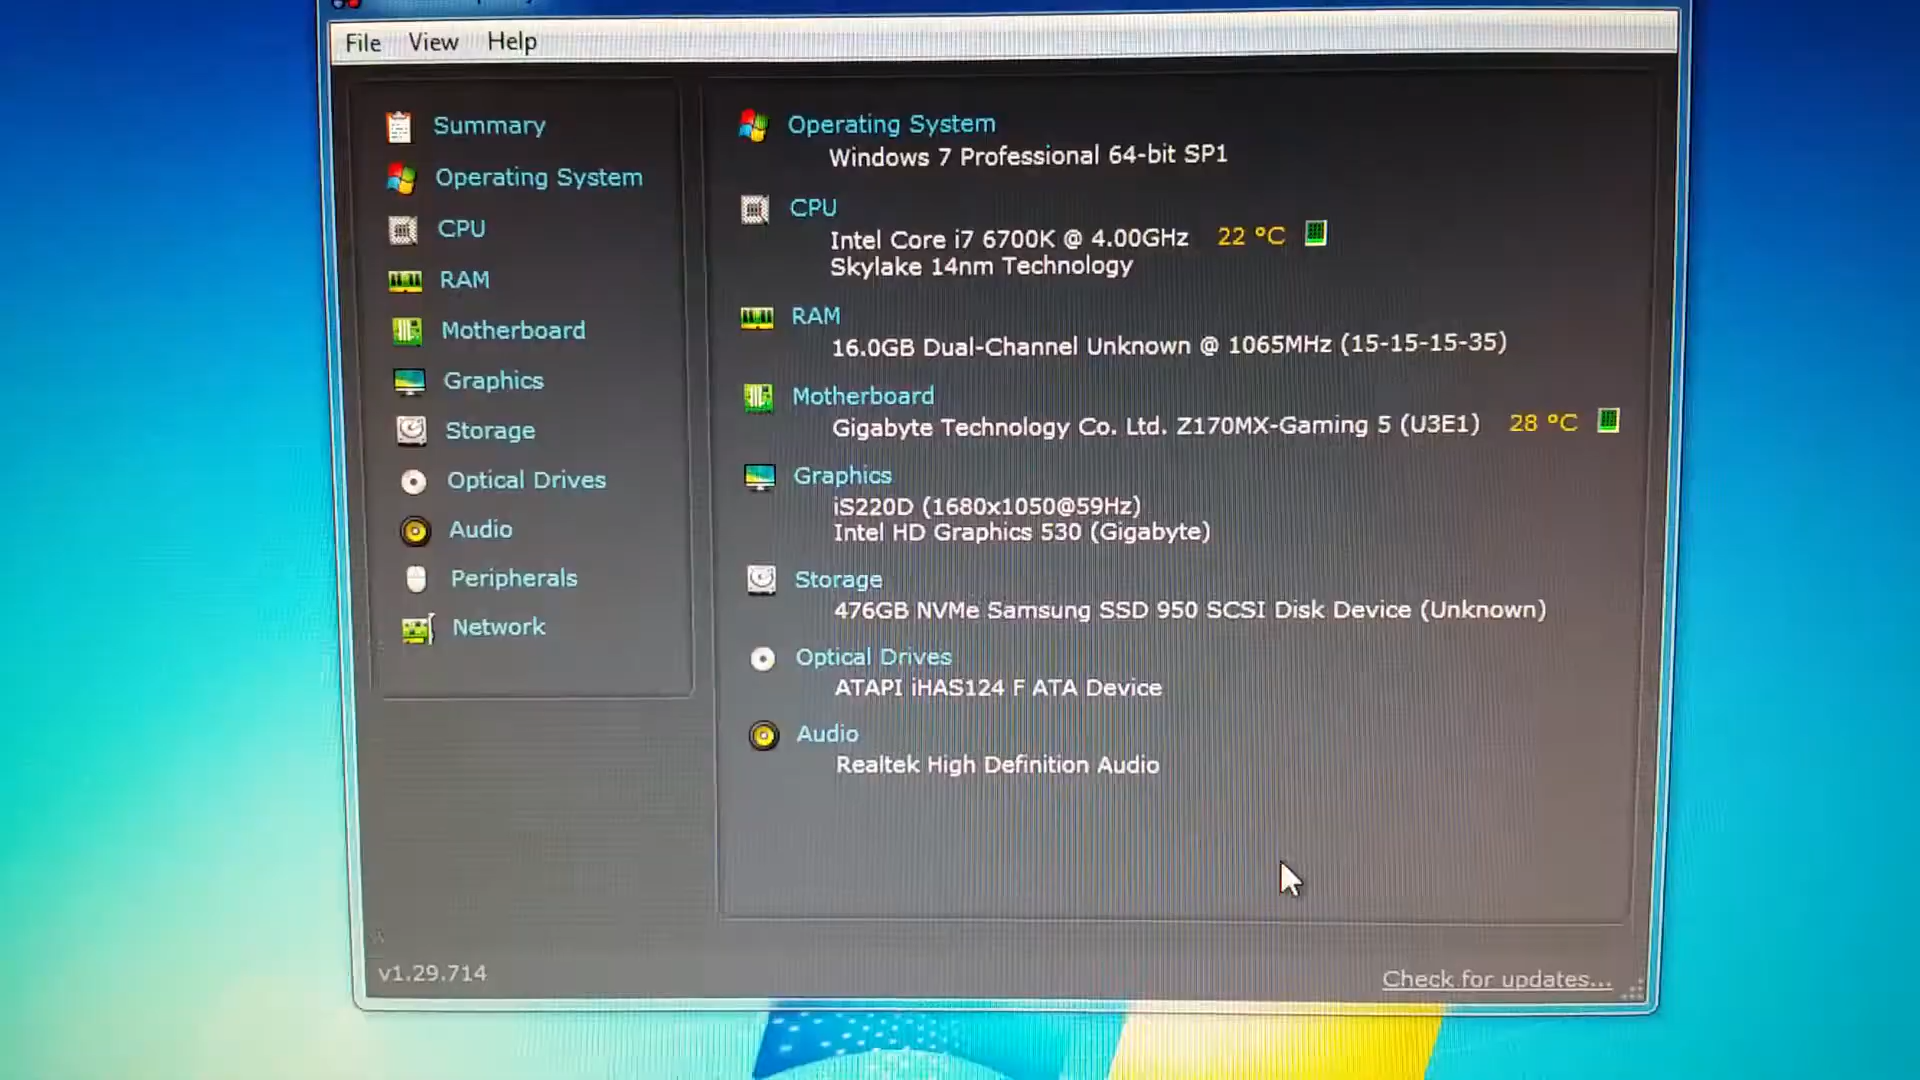 File View Help
Summary
Operating System
CPU
RAM
Motherboard
Graphics
Storage
Optical Drives
Audio
Peripherals
Network
Operating System
Windows 7 Professional 64-bit SP1
CPU
Intel Core i7 6700K @ 4.00GHz 22 °C
Skylake 14nm Technology
RAM
16.0GB Dual-Channel Unknown @ 1065MHz (15-15-15-35)
Motherboard
Gigabyte Technology Co. Ltd. Z170MX-Gaming 5 (U3E1) 28 °C
Graphics
iS220D (1680x1050@59Hz)
Intel HD Graphics 530 (Gigabyte)
Storage
476GB NVMe Samsung SSD 950 SCSI Disk Device (Unknown)
Optical Drives
ATAPI iHAS124 F ATA Device
Audio
Realtek High Definition Audio
v1.29.714
Check for updates...